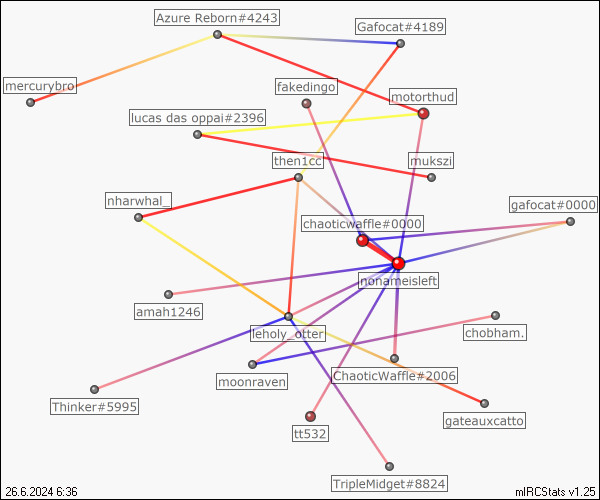 Azure Reborn#4243
Gafocat#4189
mercurybro
fakedingo
motorthud
lucas das oppai#2396
then1cc
mukszi
nharwhal_
gafocat#0000
chaoticwaffle#0000
nonameisleft
amah1246
leholy_otter
chobham.
moonraven
ChaoticWaffle#2006
Thinker#5995
gateauxcatto
tt532
TripleMidget#8824
26.6.2024 6:36
mIRCStats v1.25